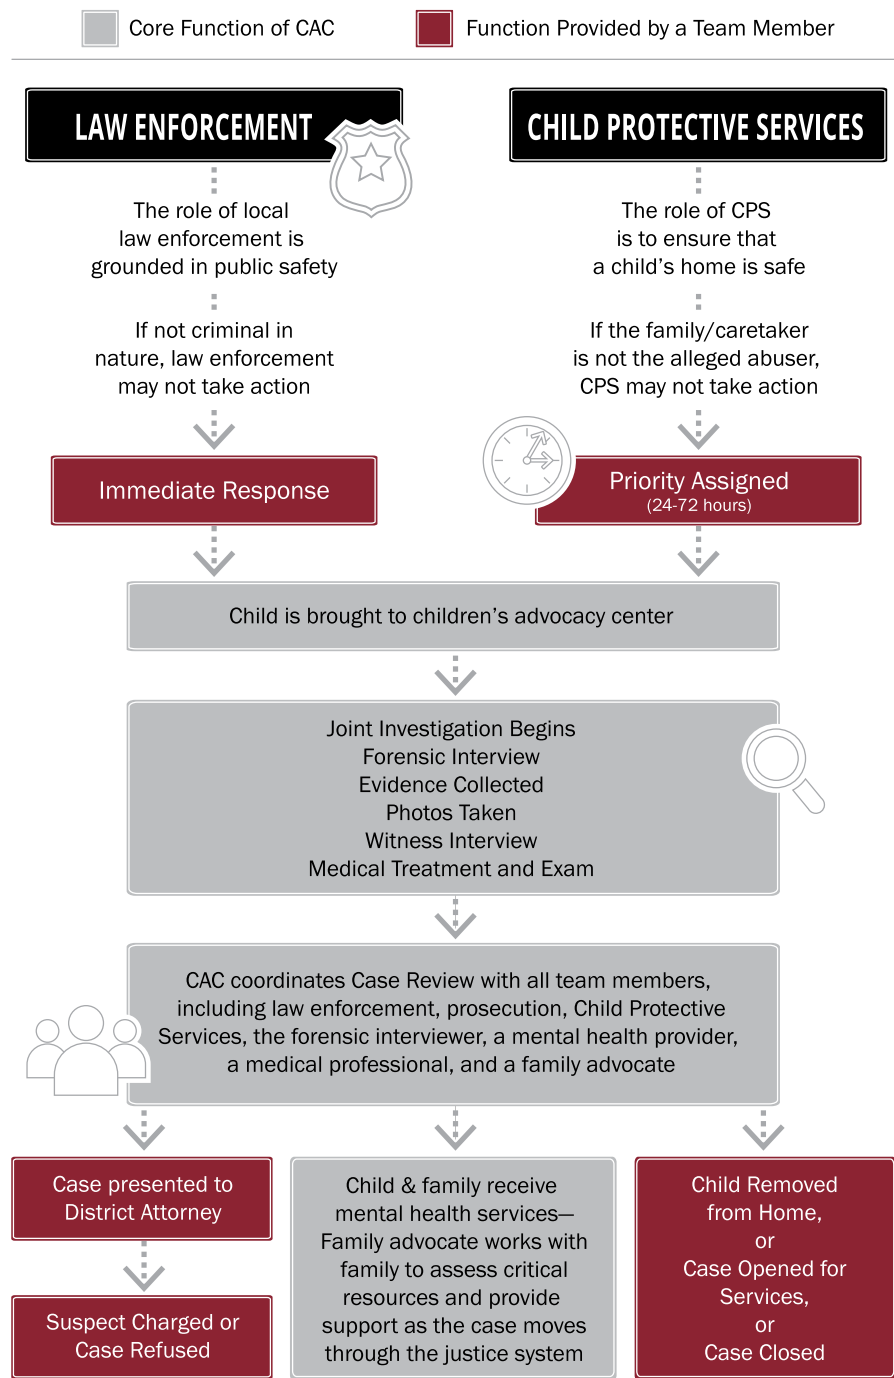 Core Function of CAC
Function Provided by a Team Member
LAW ENFORCEMENT
The role of local
law enforcement is
grounded in public safety
If not criminal in
nature, law enforcement
may not take action
Immediate Response
CHILD PROTECTIVE SERVICES
The role of CPS
is to ensure that
a child’s home is safe
If the family/caretaker
is not the alleged abuser,
CPS may not take action
Priority Assigned
(24-72 hours)
Child is brought to children’s advocacy center
Joint Investigation Begins
Forensic Interview
Evidence Collected
Photos Taken
Witness Interview
Medical Treatment and Exam
CAC coordinates Case Review with all team members,
including law enforcement, prosecution, Child Protective
Services, the forensic interviewer, a mental health provider,
a medical professional, and a family advocate
Case presented to
District Attorney
Suspect Charged or
Case Refused
Child & family receive
mental health services—
Family advocate works with
family to assess critical
resources and provide
support as the case moves
through the justice system
Child Removed
from Home,
or
Case Opened for
Services,
or
Case Closed